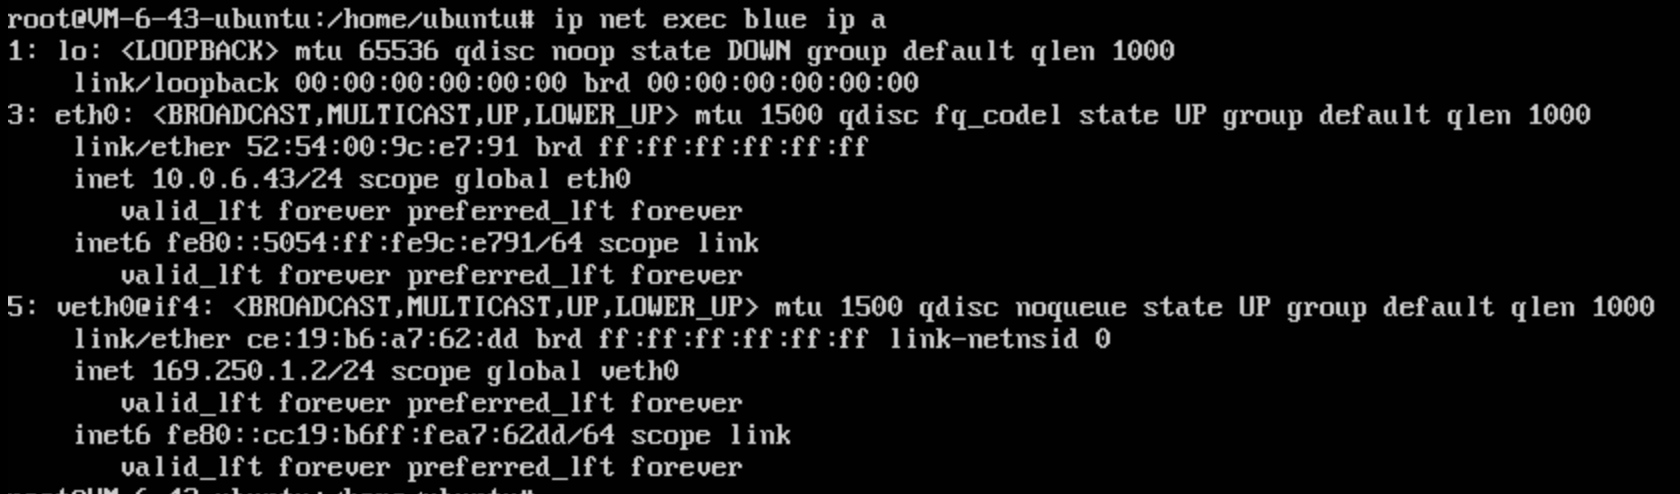 root@VM-6-43-ubuntu:/home/ubuntu# ip net exec blue ip a
1: lo: <LOOPBACK> mtu 65536 qdisc noop state DOWN group default qlen 1000
    link/loopback 00:00:00:00:00:00 brd 00:00:00:00:00:00
3: eth0: <BROADCAST,MULTICAST,UP,LOWER_UP> mtu 1500 qdisc fq_codel state UP group default qlen 1000
    link/ether 52:54:00:9c:e7:91 brd ff:ff:ff:ff:ff:ff
    inet 10.0.6.43/24 scope global eth0
       valid_lft forever preferred_lft forever
    inet6 fe80::5054:ff:fe9c:e791/64 scope link
       valid_lft forever preferred_lft forever
5: veth0@if4: <BROADCAST,MULTICAST,UP,LOWER_UP> mtu 1500 qdisc noqueue state UP group default qlen 1000
    link/ether ce:19:b6:a7:62:dd brd ff:ff:ff:ff:ff:ff link-netnsid 0
    inet 169.250.1.2/24 scope global veth0
       valid_lft forever preferred_lft forever
    inet6 fe80::cc19:b6ff:fea7:62dd/64 scope link
       valid_lft forever preferred_lft forever